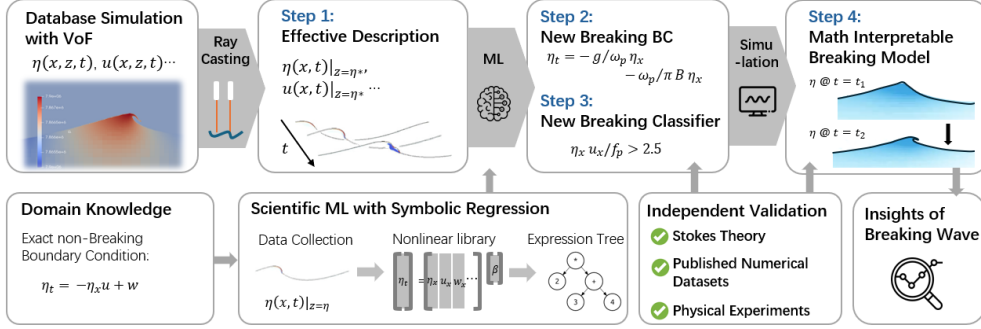 Database Simulation
with VoF
η(x, z, t), u(x, z, t)⋯
Ray
Casting
Step 1:
Effective Description
η(x, t)|z=η*,
u(x, t)|z=η* ⋯
t
ML
Step 2:
New Breaking BC
ηt = − g/ωp ηx
− ωp/π B ηx
Step 3:
New Breaking Classifier
ηx ux/fp > 2.5
Simu
-lation
Step 4:
Math Interpretable
Breaking Model
η @ t = t1
η @ t = t2
Domain Knowledge
Exact non-Breaking
Boundary Condition:
ηt = −ηxu + w
Scientific ML with Symbolic Regression
Data Collection
η(x, t)|z=η
Nonlinear library
ηt = ηx ux wx ⋯ β
Expression Tree
*
2
+
3
4
Independent Validation
Stokes Theory
Published Numerical
Datasets
Physical Experiments
Insights of
Breaking Wave